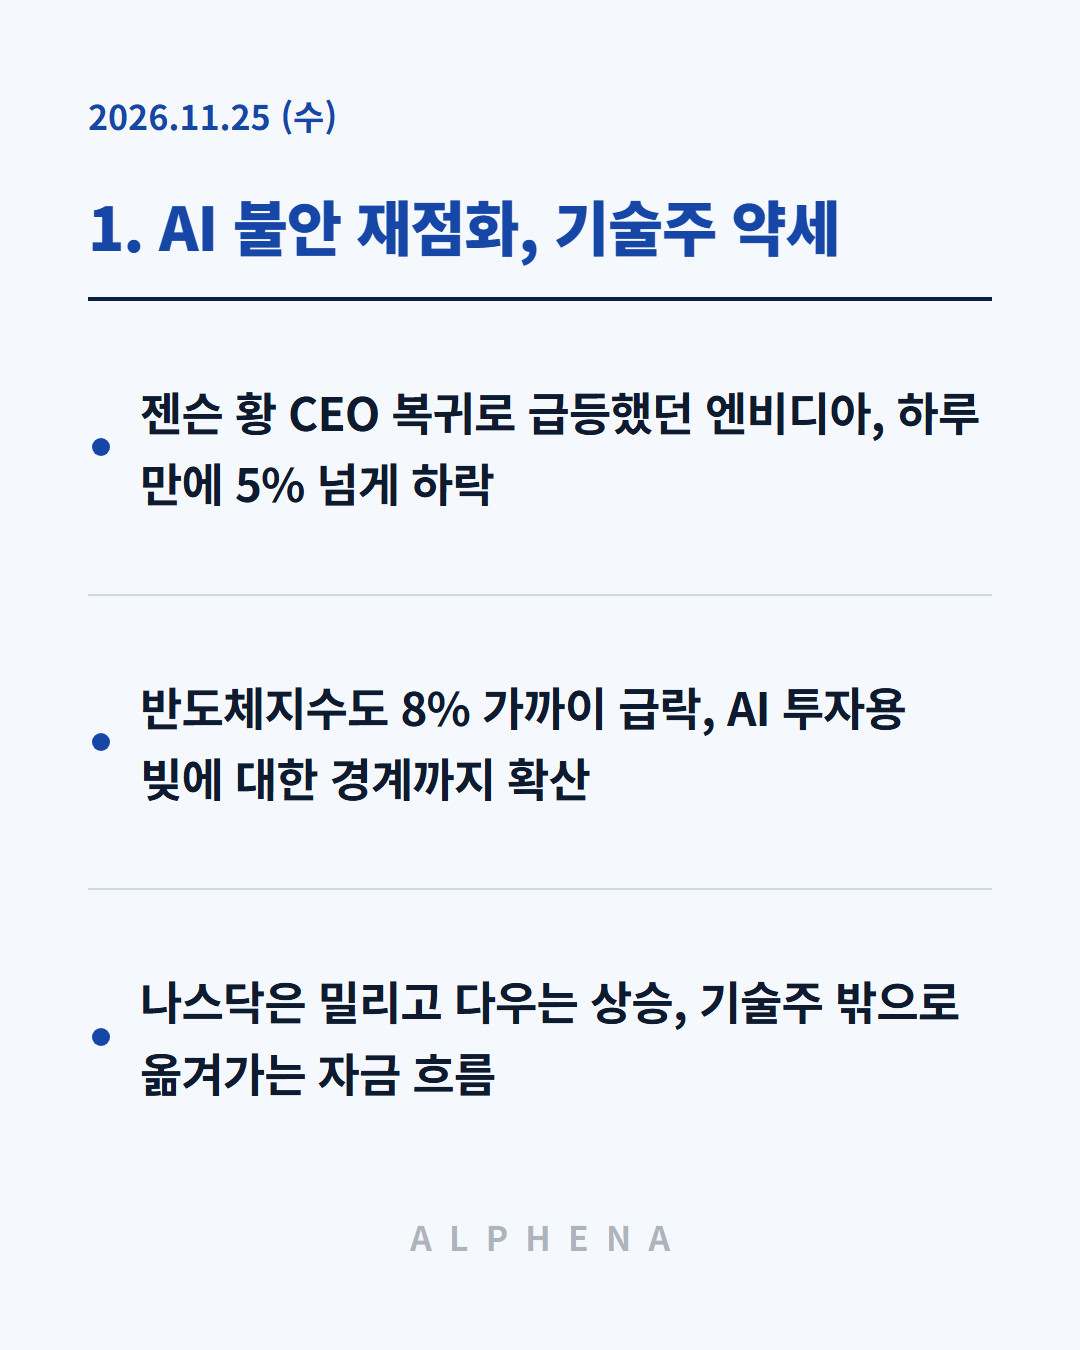 2026.11.25 (수)
1. AI 불안 재점화, 기술주 약세
젠슨 황 CEO 복귀로 급등했던 엔비디아, 하루
만에 5% 넘게 하락
반도체지수도 8% 가까이 급락, AI 투자용
빚에 대한 경계까지 확산
나스닥은 밀리고 다우는 상승, 기술주 밖으로
옮겨가는 자금 흐름
ALPHENA